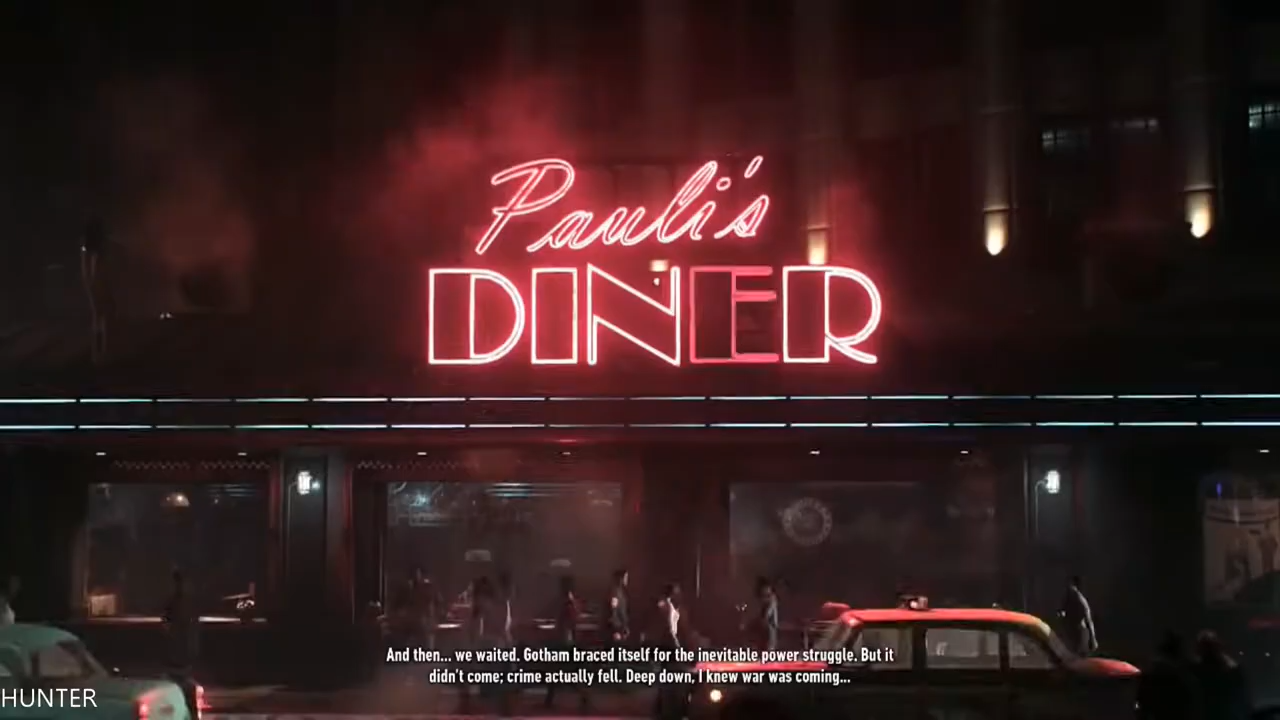 Pauli's
DINER
And then... we waited. Gotham braced itself for the inevitable power struggle. But it
didn't come; crime actually fell. Deep down, I knew war was coming...
HUNTER